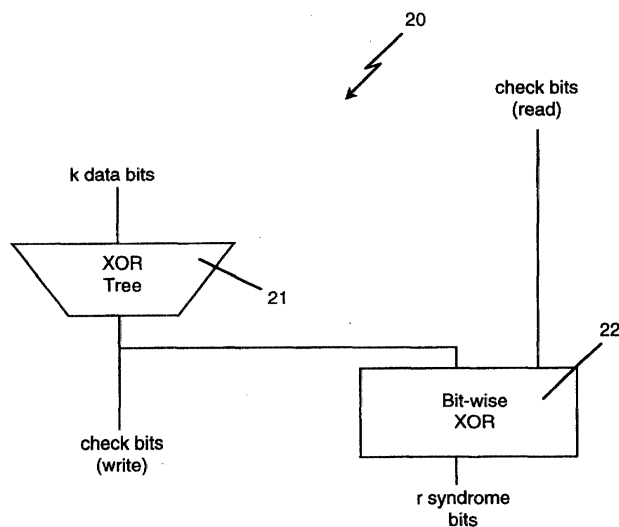 20
check bits
(read)
k data bits
XOR
Tree
21
22
Bit-wise
XOR
check bits
(write)
r syndrome
bits